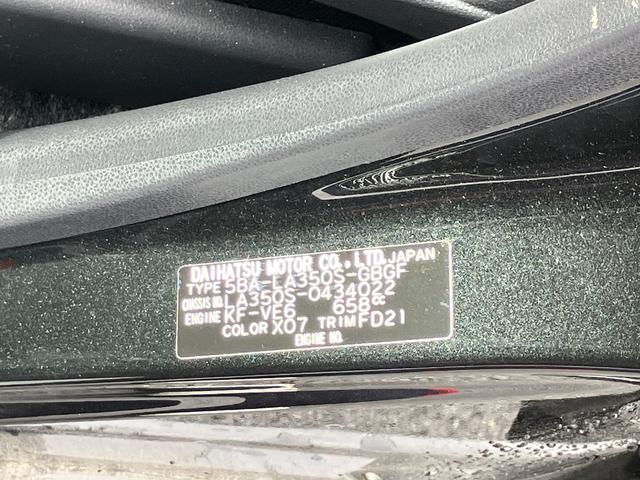 DAIHATSU MOTOR CO.,LTD. JAPAN
TYPE 5BA-LA350S-GBGF
CHASSIS NO. LA350S-0434022
ENGINE KF-VE6 658
COLOR X07 TRIM FD21
ENGINE NO.